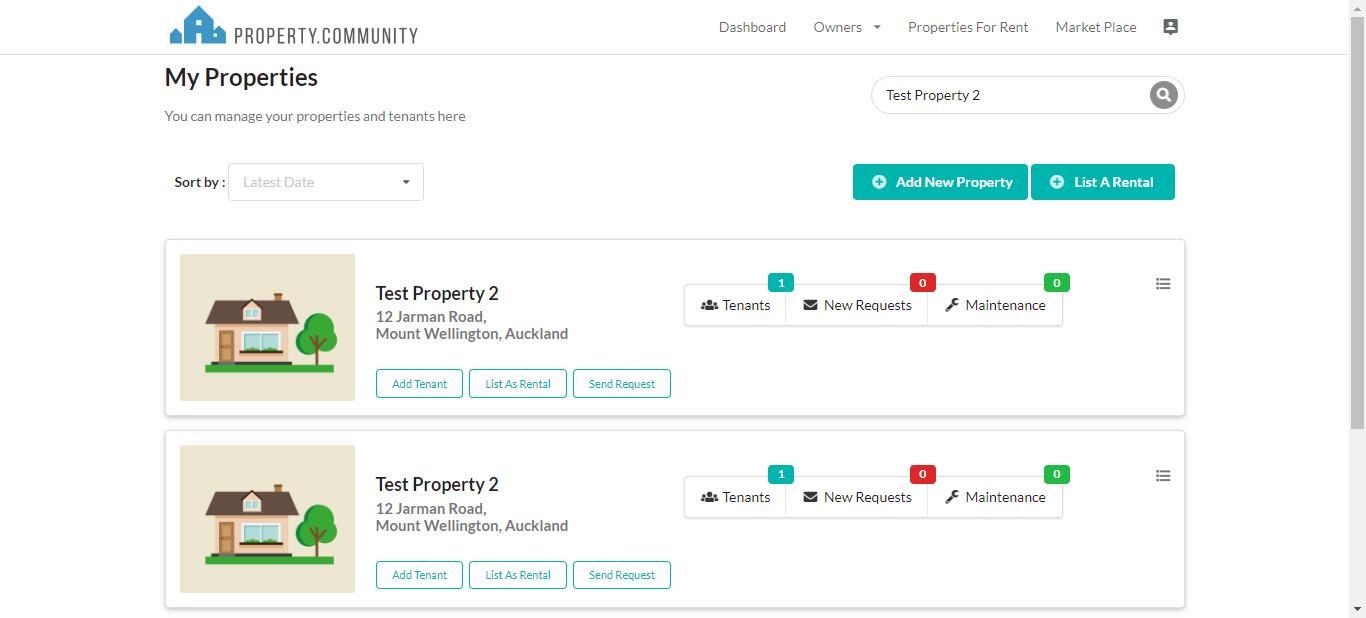 PROPERTY.COMMUNITY
Dashboard Owners Properties For Rent Market Place
My Properties
Test Property 2
You can manage your properties and tenants here
Sort by : Latest Date
Add New Property List A Rental
1 0 0
Test Property 2 Tenants New Requests Maintenance
12 Jarman Road,
Mount Wellington, Auckland
Add Tenant List As Rental Send Request
1 0 0
Test Property 2 Tenants New Requests Maintenance
12 Jarman Road,
Mount Wellington, Auckland
Add Tenant List As Rental Send Request